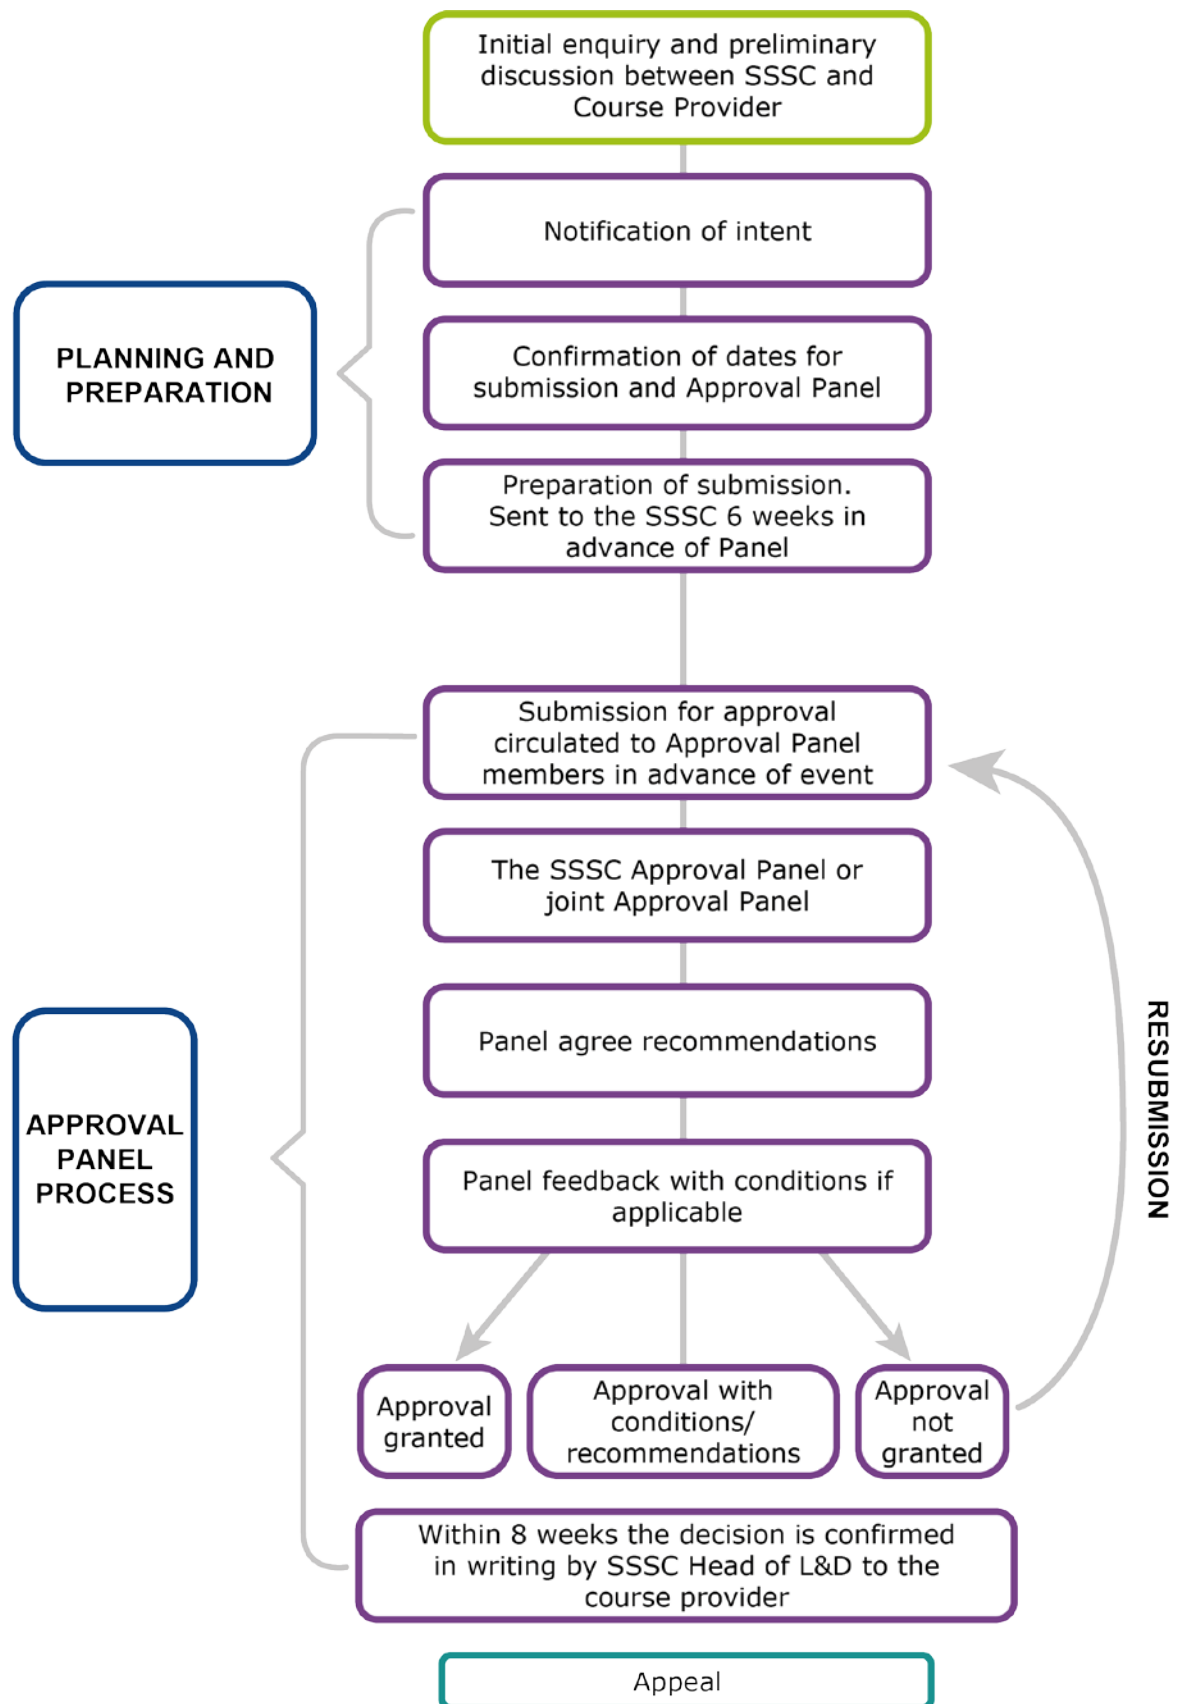 Initial enquiry and preliminary
discussion between SSSC and
Course Provider
Notification of intent
PLANNING AND
PREPARATION
Confirmation of dates for
submission and Approval Panel
Preparation of submission.
Sent to the SSSC 6 weeks in
advance of Panel
Submission for approval
circulated to Approval Panel
members in advance of event
The SSSC Approval Panel or
joint Approval Panel
Panel agree recommendations
RESUBMISSION
APPROVAL
PANEL
PROCESS
Panel feedback with conditions if
applicable
Approval
granted
Approval with
conditions/
recommendations
Approval
not
granted
Within 8 weeks the decision is confirmed
in writing by SSSC Head of L&D to the
course provider
Appeal